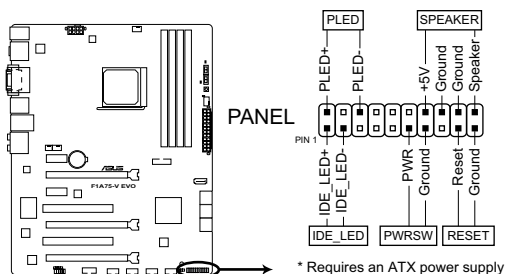 PLED
SPEAKER
PLED+
PLED-
+5V
Ground
Ground
Speaker
PANEL
PIN 1
IDE_LED+
IDE_LED-
PWR
Ground
Reset
Ground
IDE_LED
PWRSW
RESET
* Requires an ATX power supply
ASUS
F1A75-V EVO